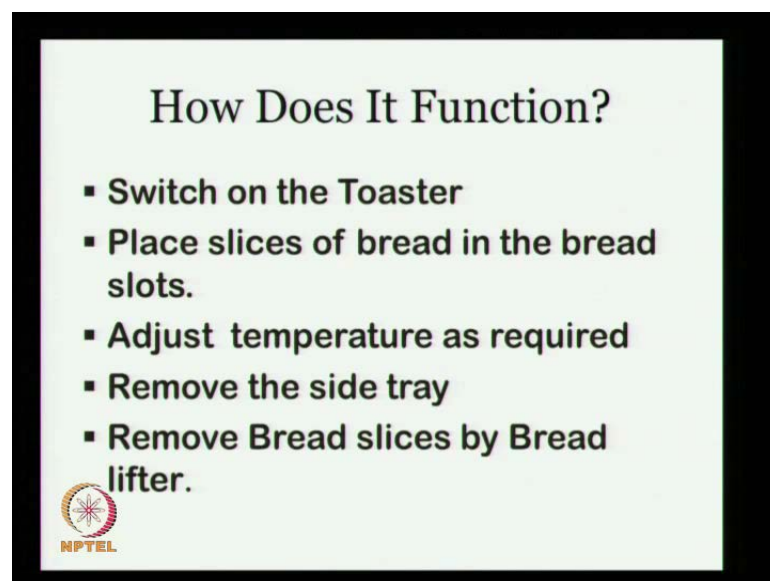 How Does It Function?
▪ Switch on the Toaster
▪ Place slices of bread in the bread
slots.
▪ Adjust temperature as required
▪ Remove the side tray
▪ Remove Bread slices by Bread
lifter.
NPTEL